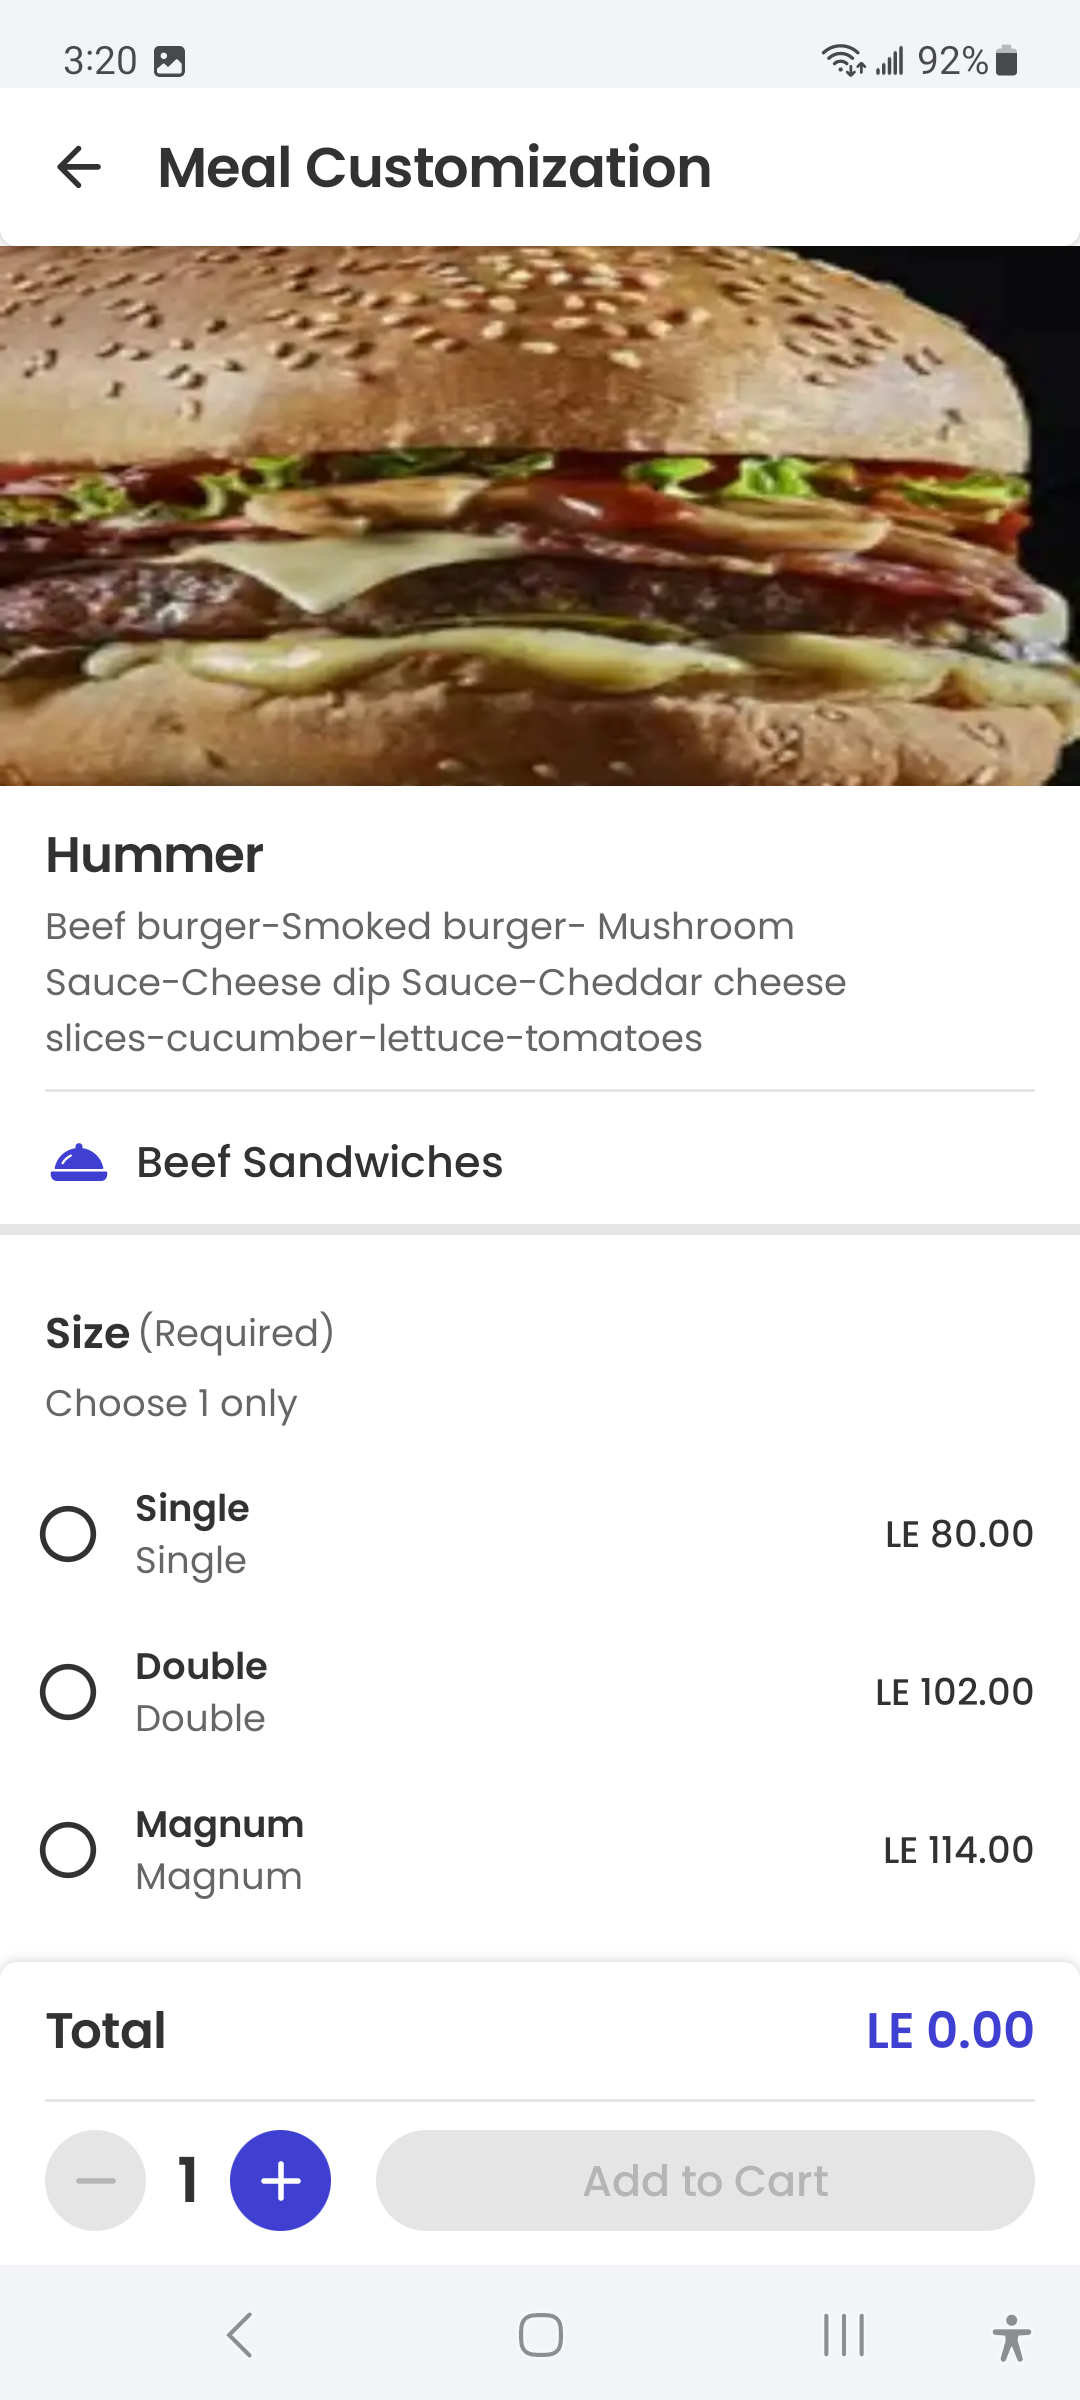 3:20
92%
Meal Customization
Hummer
Beef burger-Smoked burger- Mushroom
Sauce-Cheese dip Sauce-Cheddar cheese
slices-cucumber-lettuce-tomatoes
Beef Sandwiches
Size (Required)
Choose 1 only
Single
Single
LE 80.00
Double
Double
LE 102.00
Magnum
Magnum
LE 114.00
Total
LE 0.00
1
Add to Cart